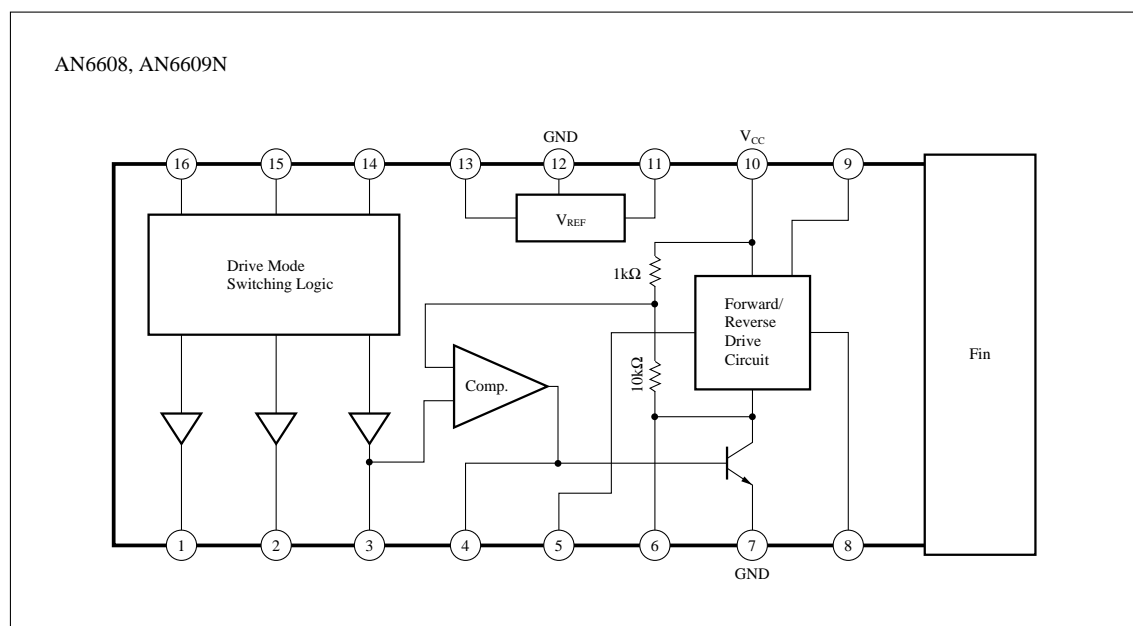 AN6608, AN6609N
GND
V_CC
16
15
14
13
12
11
10
9
V_REF
Drive Mode
Switching Logic
1kΩ
Forward/
Reverse
Drive
Circuit
Fin
Comp.
10kΩ
1
2
3
4
5
6
7
8
GND